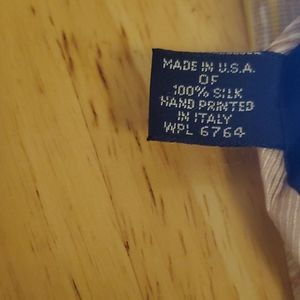 MADE IN U.S.A.
OF
100% SILK
HAND PRINTED
IN ITALY
WPL 6764